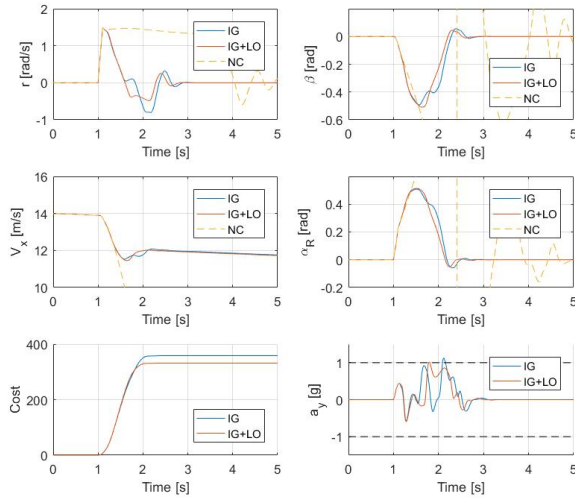 r [rad/s]
2
1
0
-1
IG
IG+LO
NC
0 1 2 3 4 5
Time [s]
β [rad]
0
-0.2
-0.4
-0.6
IG
IG+LO
NC
0 1 2 3 4 5
Time [s]
V_x [m/s]
16
14
12
10
IG
IG+LO
NC
0 1 2 3 4 5
Time [s]
α_R [rad]
0.4
0.2
0
-0.2
IG
IG+LO
NC
0 1 2 3 4 5
Time [s]
Cost
400
200
0
IG
IG+LO
0 1 2 3 4 5
Time [s]
a_y [g]
1
0
-1
IG
IG+LO
0 1 2 3 4 5
Time [s]